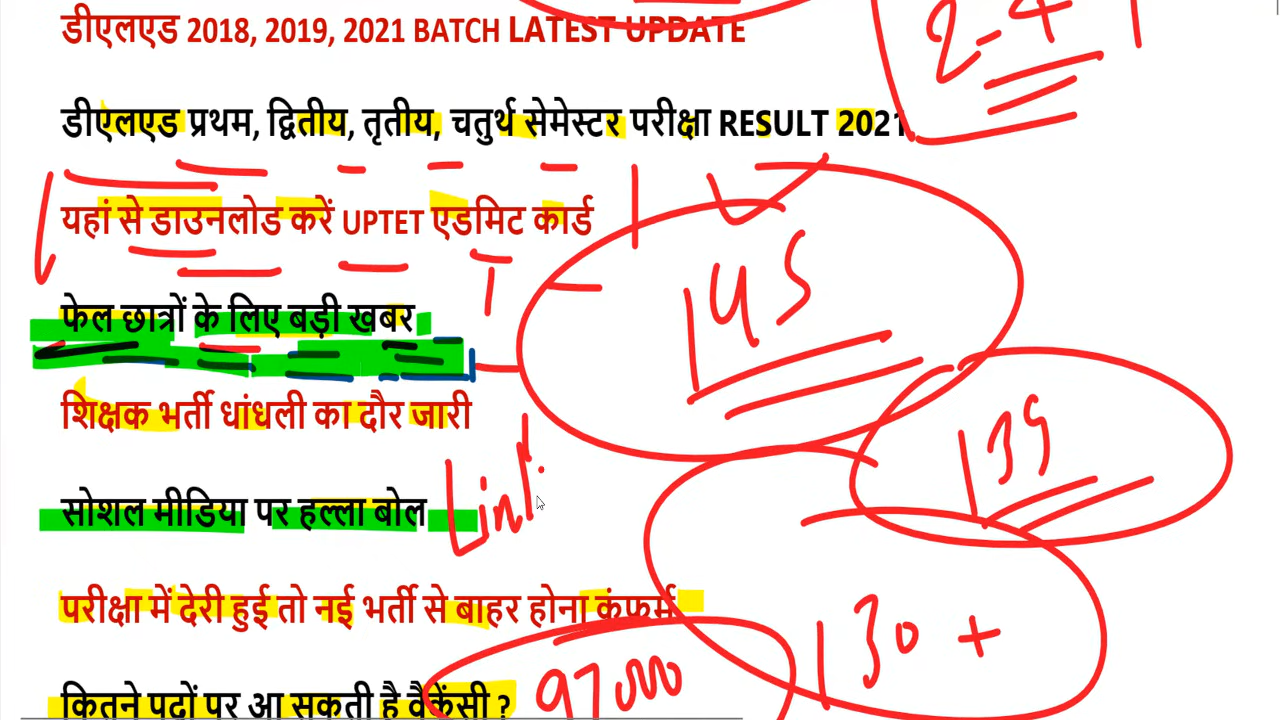 डीएलएड 2018, 2019, 2021 BATCH LATEST UPDATE
2-4
डीएलएड प्रथम, द्वितीय, तृतीय, चतुर्थ सेमेस्टर परीक्षा RESULT 2021
यहां से डाउनलोड करें UPTET एडमिट कार्ड
145
फेल छात्रों के लिए बड़ी खबर
शिक्षक भर्ती धांधली का दौर जारी
139
सोशल मीडिया पर हल्ला बोल
परीक्षा में देरी हुई तो नई भर्ती से बाहर होना कंफर्म
130 +
कितने पदों पर आ सकती है वैकेंसी ?
97000